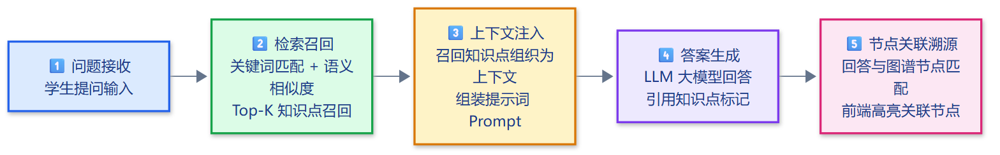 1️⃣ 问题接收
学生提问输入
2️⃣ 检索召回
关键词匹配 + 语义
相似度
Top-K 知识点召回
3️⃣ 上下文注入
召回知识点组织为
上下文
组装提示词
Prompt
4️⃣ 答案生成
LLM 大模型回答
引用知识点标记
5️⃣ 节点关联溯源
回答与图谱节点匹
配
前端高亮关联节点